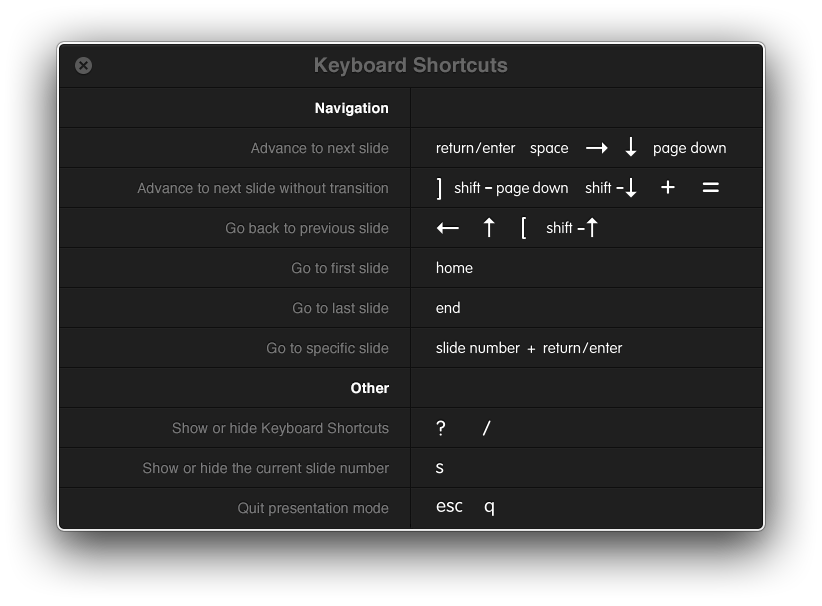 Keyboard Shortcuts
Navigation
Advance to next slide return/enter space → ↓ page down
Advance to next slide without transition ] shift – page down shift –↓ + =
Go back to previous slide ← ↑ [ shift –↑
Go to first slide home
Go to last slide end
Go to specific slide slide number + return/enter
Other
Show or hide Keyboard Shortcuts ? /
Show or hide the current slide number s
Quit presentation mode esc q